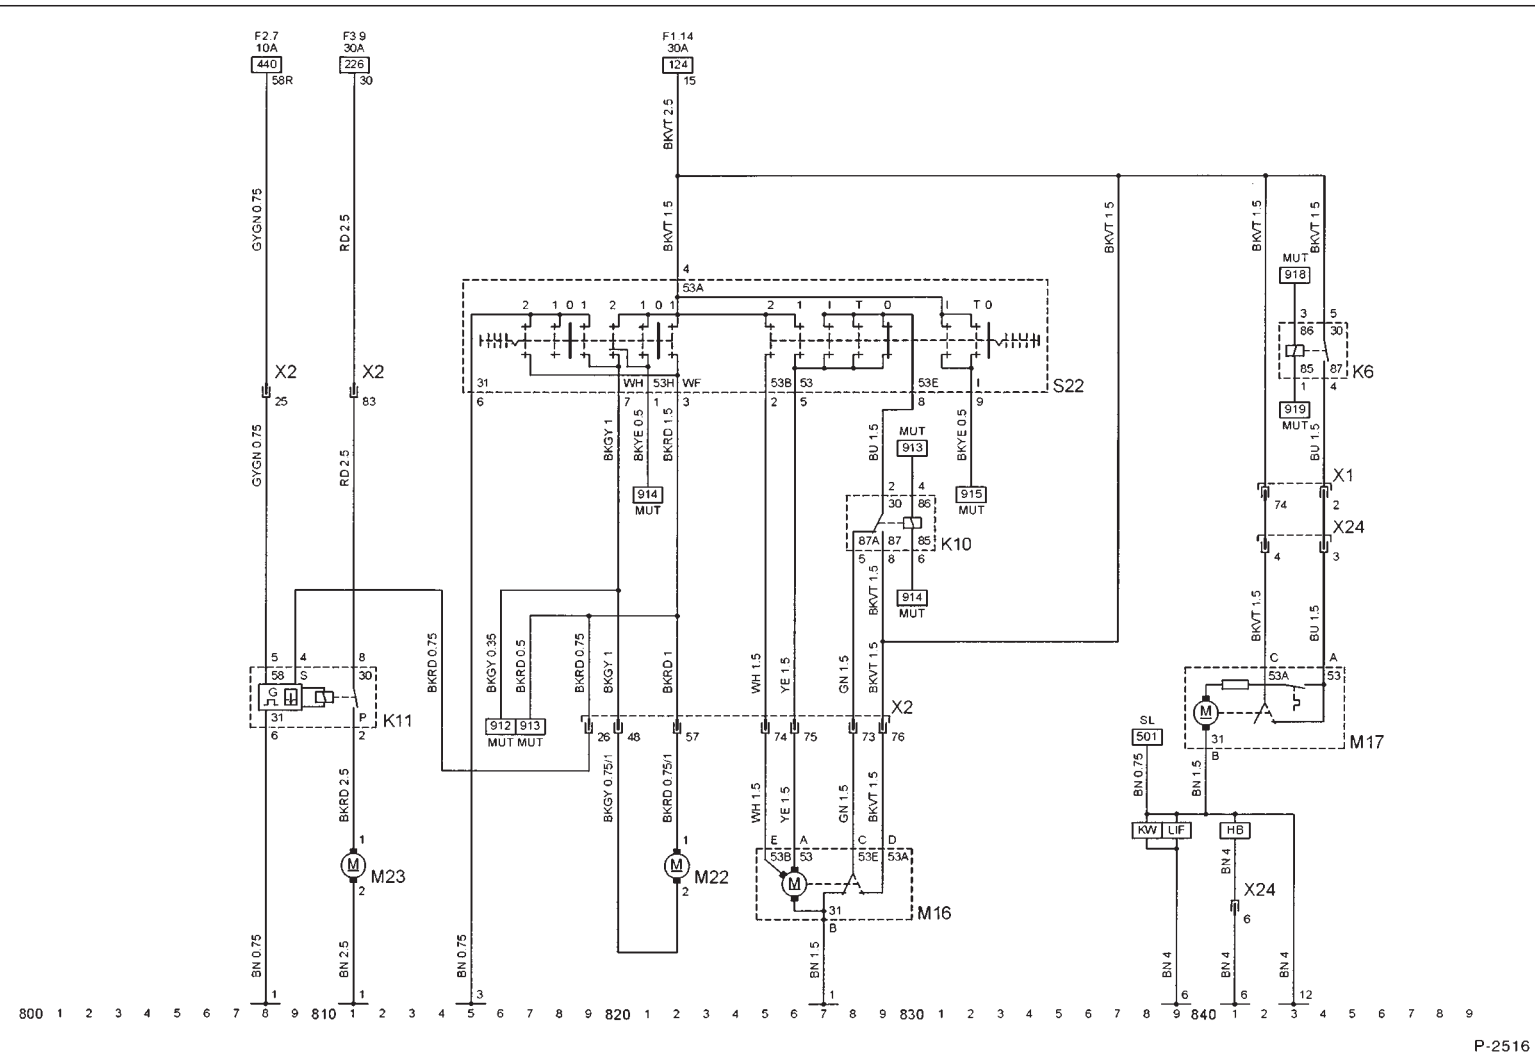 F2.7 F3.9 F1.14
10A 30A 30A
440 226 124
58R 30 15
BKVT 2.5
GYGN 0.75 RD 2.5 BKVT 1.5 BKVT 1.5 BKVT 1.5 BKVT 1.5
MUT
918
4
53A
2 1 0 1 2 1 0 1 2 1 I T 0 I T 0
3 5
86 30
85 87
K6
1 4
919
MUT
X2 X2
25 83
31 WH 53H WF 53B 53 53E I
S22
6 7 1 3 2 5 8 9
GYGN 0.75 RD 2.5 BKGY 1 BKYE 0.5 BKRD 1.5 BU 1.5 BKYE 0.5 BU 1.5
MUT
913
914
MUT
915
MUT
2 4
30 86
87A 87 85
K10
5 8 6
X1
74 2
X24
4 3
BKVT 1.5
914
MUT
BKVT 1.5 BU 1.5
BKRD 0.75 BKGY 0.35 BKRD 0.5 BKRD 0.75 BKGY 1 BKRD 1 WH 1.5 YE 1.5 GN 1.5 BKVT 1.5
5 4 8
58 S 30
G
31 P
K11
6 2
C A
53A 53
M
31
M17
B
912 913
MUT MUT
X2
26 48 57 74 75 73 76
SL
501
BN 0.75 BN 1.5
BKRD 2.5 BKGY 0.75/1 BKRD 0.75/1 WH 1.5 YE 1.5 GN 1.5 BKVT 1.5
KW LIF HB
1 1 E A C D
53B 53 53E 53A
M M23
M M22
M
2 2
31
M16
B
BN 4
X24
6
BN 0.75 BN 2.5 BN 0.75 BN 1.5 BN 4 BN 4 BN 4
1 1 3 1 6 6 12
800 1 2 3 4 5 6 7 8 9 810 1 2 3 4 5 6 7 8 9 820 1 2 3 4 5 6 7 8 9 830 1 2 3 4 5 6 7 8 9 840 1 2 3 4 5 6 7 8 9
P-2516